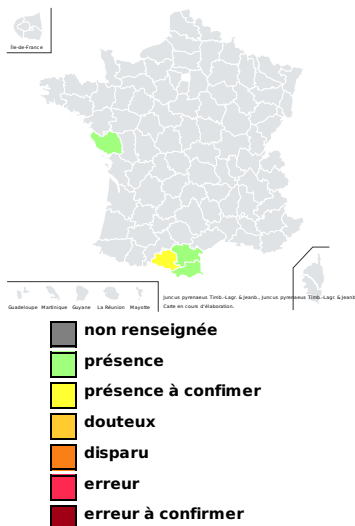 Île-de-France
Guadeloupe Martinique Guyane La Réunion Mayotte
Juncus pyrenaeus Timb.-Lagr. & Jeanb., Juncus pyrenaeus Timb.-Lagr. & Jeanb
Carte en cours d'élaboration.
non renseignée
présence
présence à confimer
douteux
disparu
erreur
erreur à confirmer